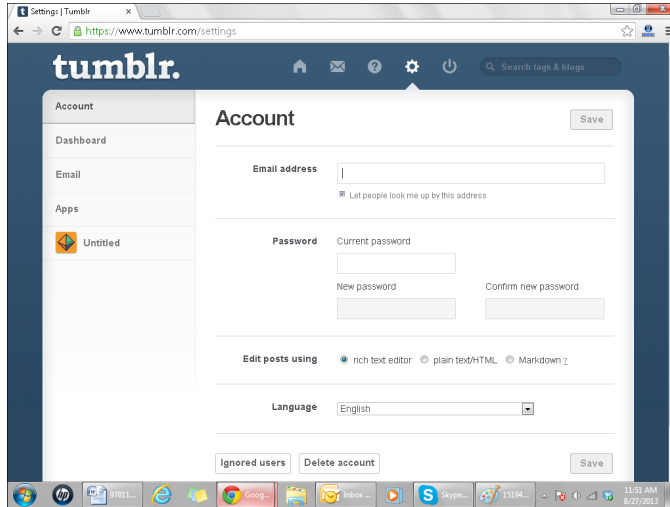 Settings | Tumblr
https://www.tumblr.com/settings
tumblr.
Search tags & blogs
Account
Dashboard
Email
Apps
Untitled
Account
Save
Email address
Let people look me up by this address
Password
Current password
New password
Confirm new password
Edit posts using
rich text editor
plain text/HTML
Markdown ?
Language
English
Ignored users
Delete account
Save
97811...
Goog...
Inbox ...
Skype...
15194...
11:51 AM
8/27/2013